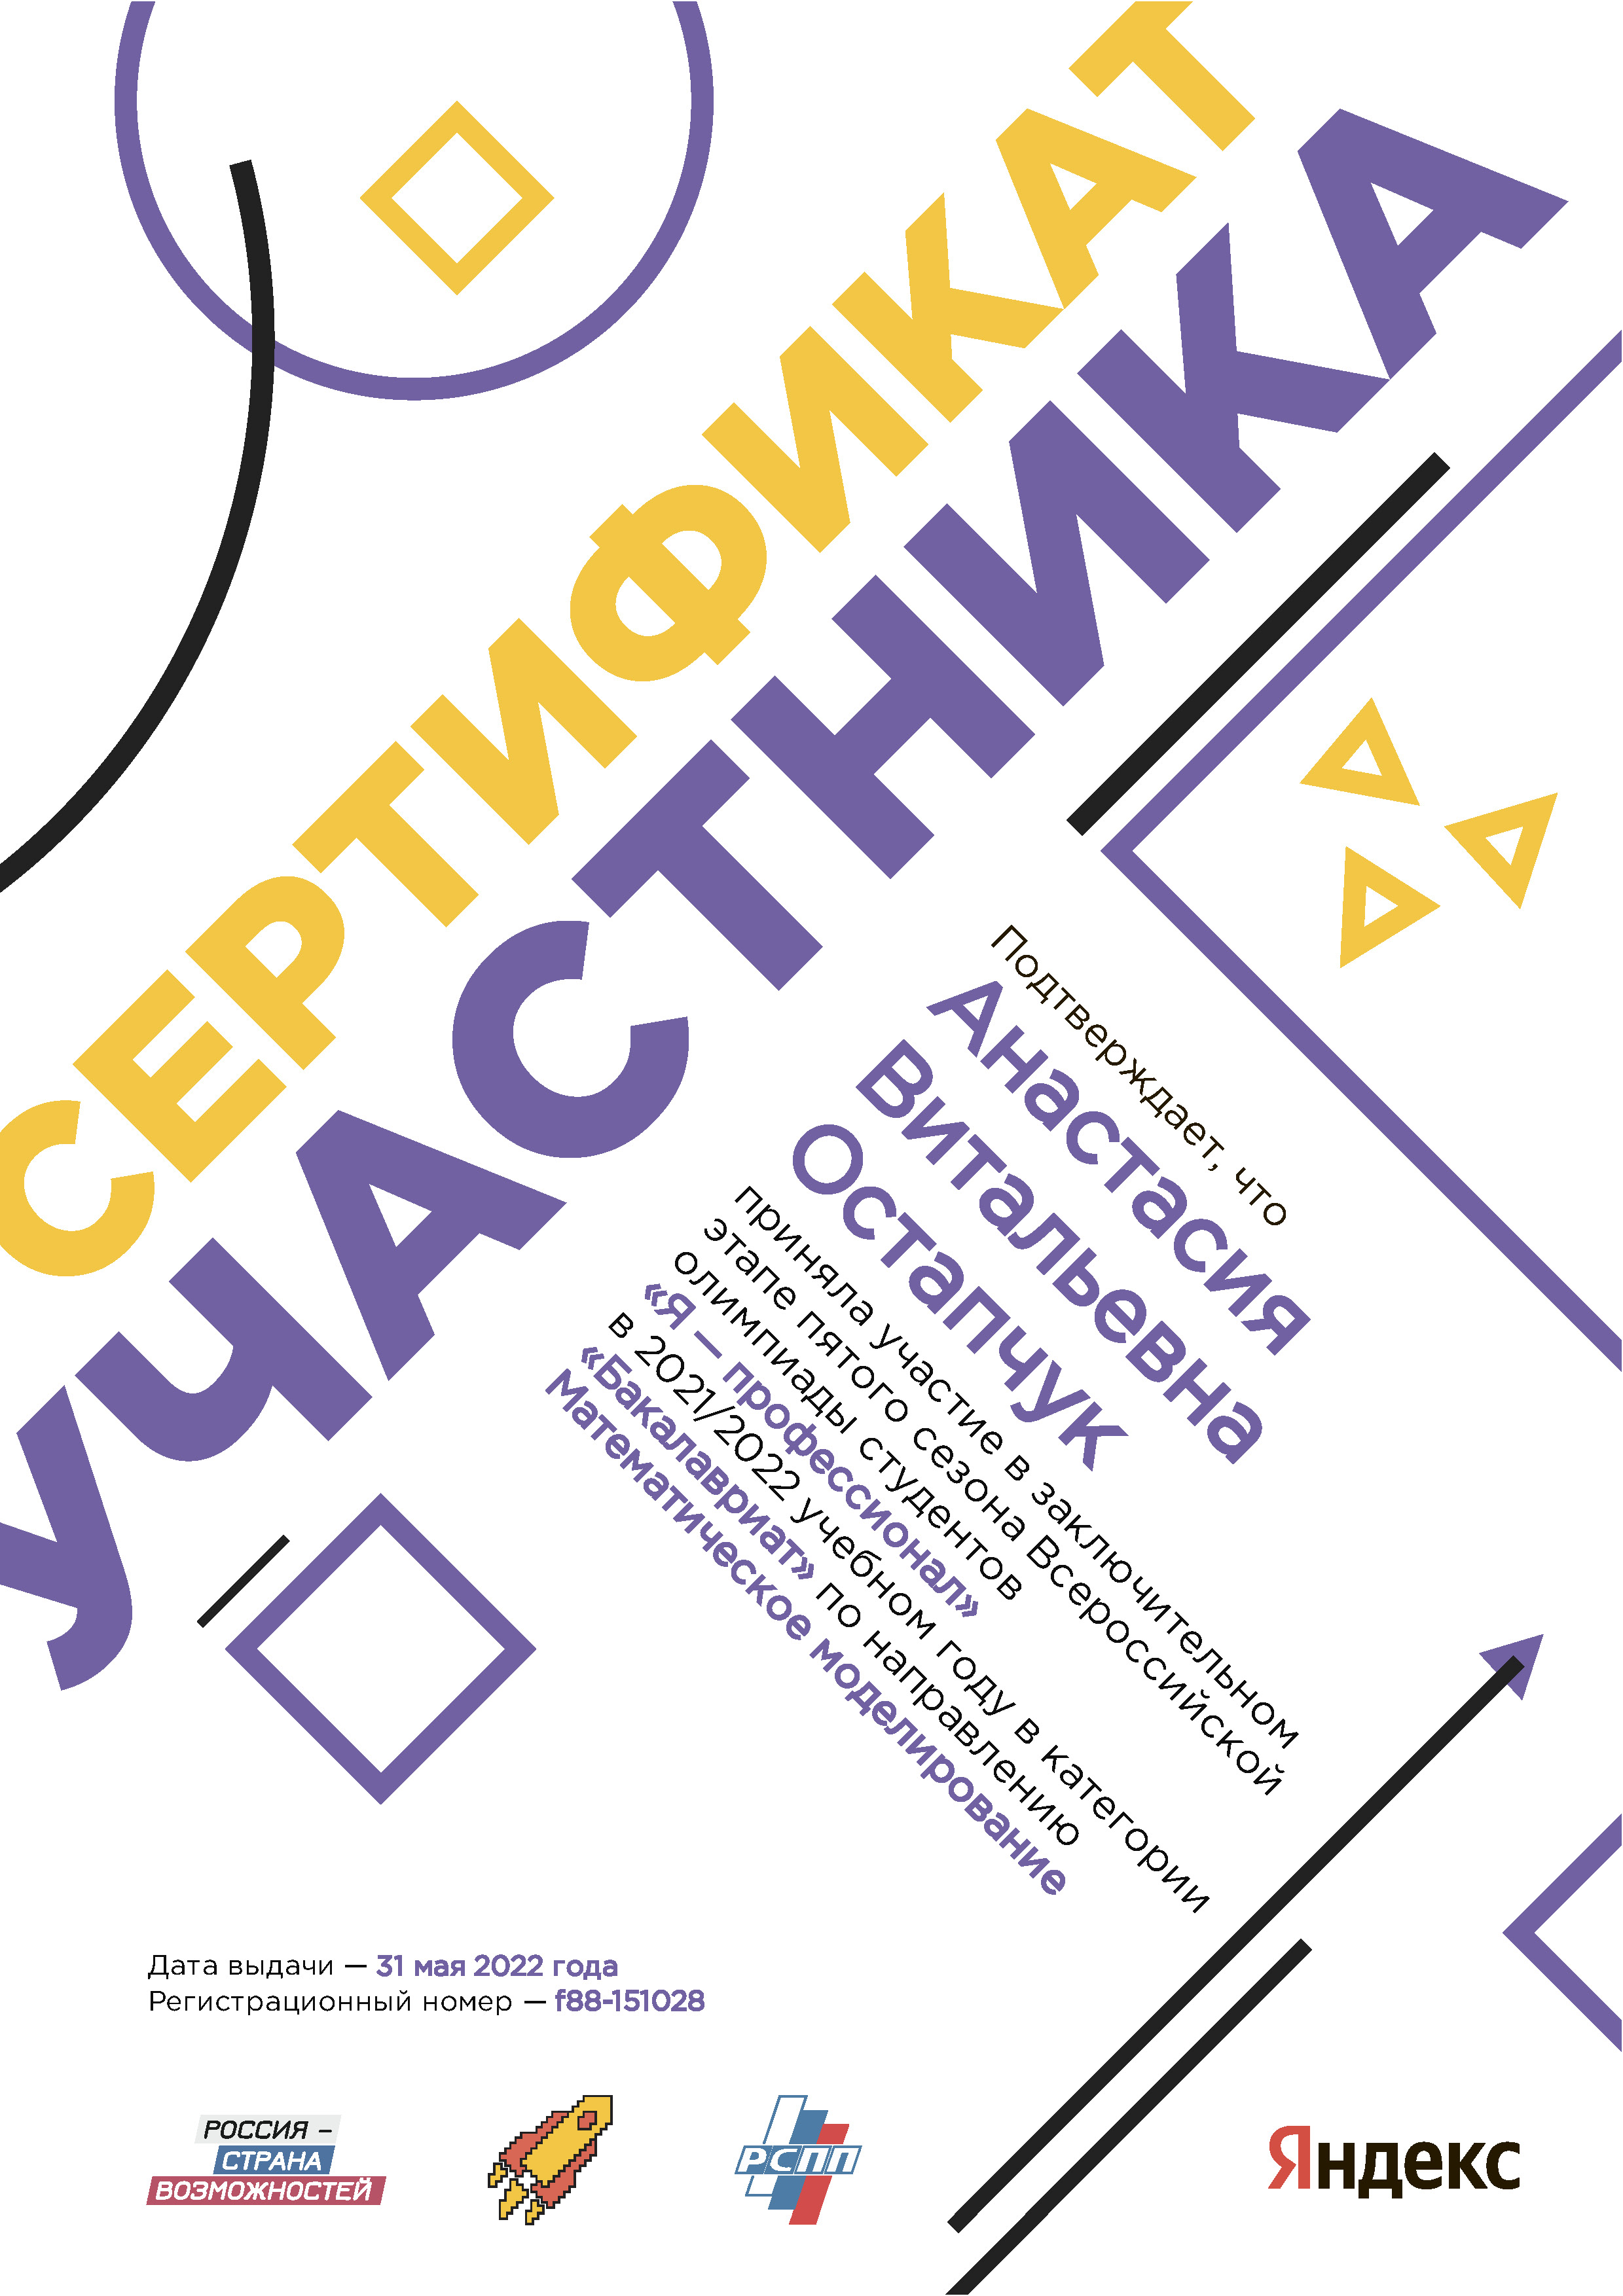 СЕРТИФИКАТ
УЧАСТНИКА
Подтверждает, что
Анастасия
Витальевна
Остапчук
приняла участие в заключительном
этапе пятого сезона Всероссийской
олимпиады студентов
«Я — профессионал»
в 2021/2022 учебном году в категории
«Бакалавриат» по направлению
Математическое моделирование
Дата выдачи — 31 мая 2022 года
Регистрационный номер — f88-151028
РОССИЯ –
СТРАНА
ВОЗМОЖНОСТЕЙ
РСПП
Яндекс